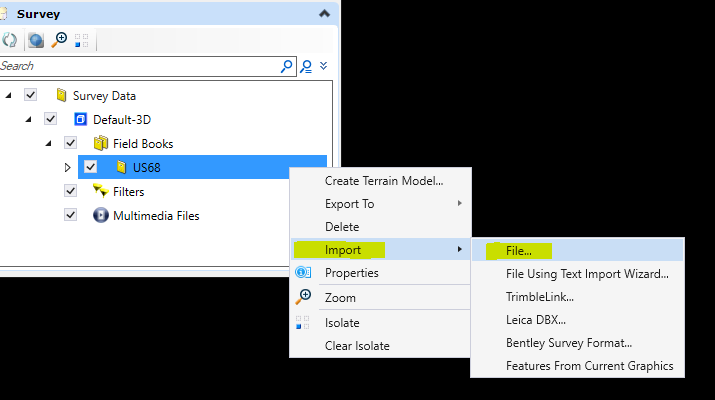 Survey
Search
Survey Data
Default-3D
Field Books
US68
Filters
Multimedia Files
Create Terrain Model...
Export To
Delete
Import
Properties
Zoom
Isolate
Clear Isolate
File...
File Using Text Import Wizard...
TrimbleLink...
Leica DBX...
Bentley Survey Format...
Features From Current Graphics